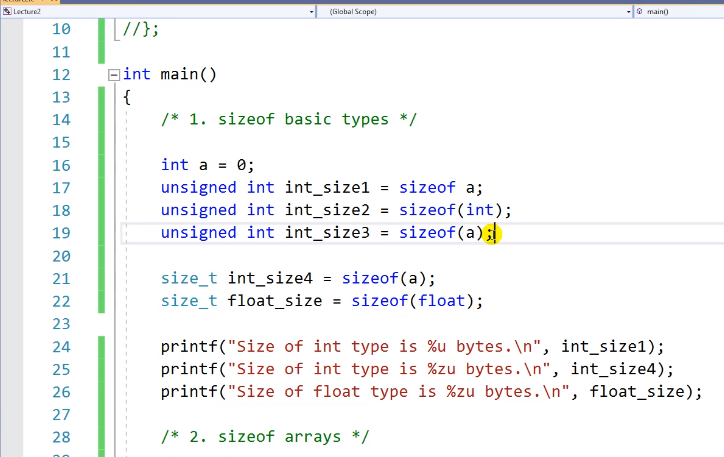 Lecture2
(Global Scope)
main()
10 //};
11
12 int main()
13 {
14 /* 1. sizeof basic types */
15
16 int a = 0;
17 unsigned int int_size1 = sizeof a;
18 unsigned int int_size2 = sizeof(int);
19 unsigned int int_size3 = sizeof(a);
20
21 size_t int_size4 = sizeof(a);
22 size_t float_size = sizeof(float);
23
24 printf("Size of int type is %u bytes.\n", int_size1);
25 printf("Size of int type is %zu bytes.\n", int_size4);
26 printf("Size of float type is %zu bytes.\n", float_size);
27
28 /* 2. sizeof arrays */